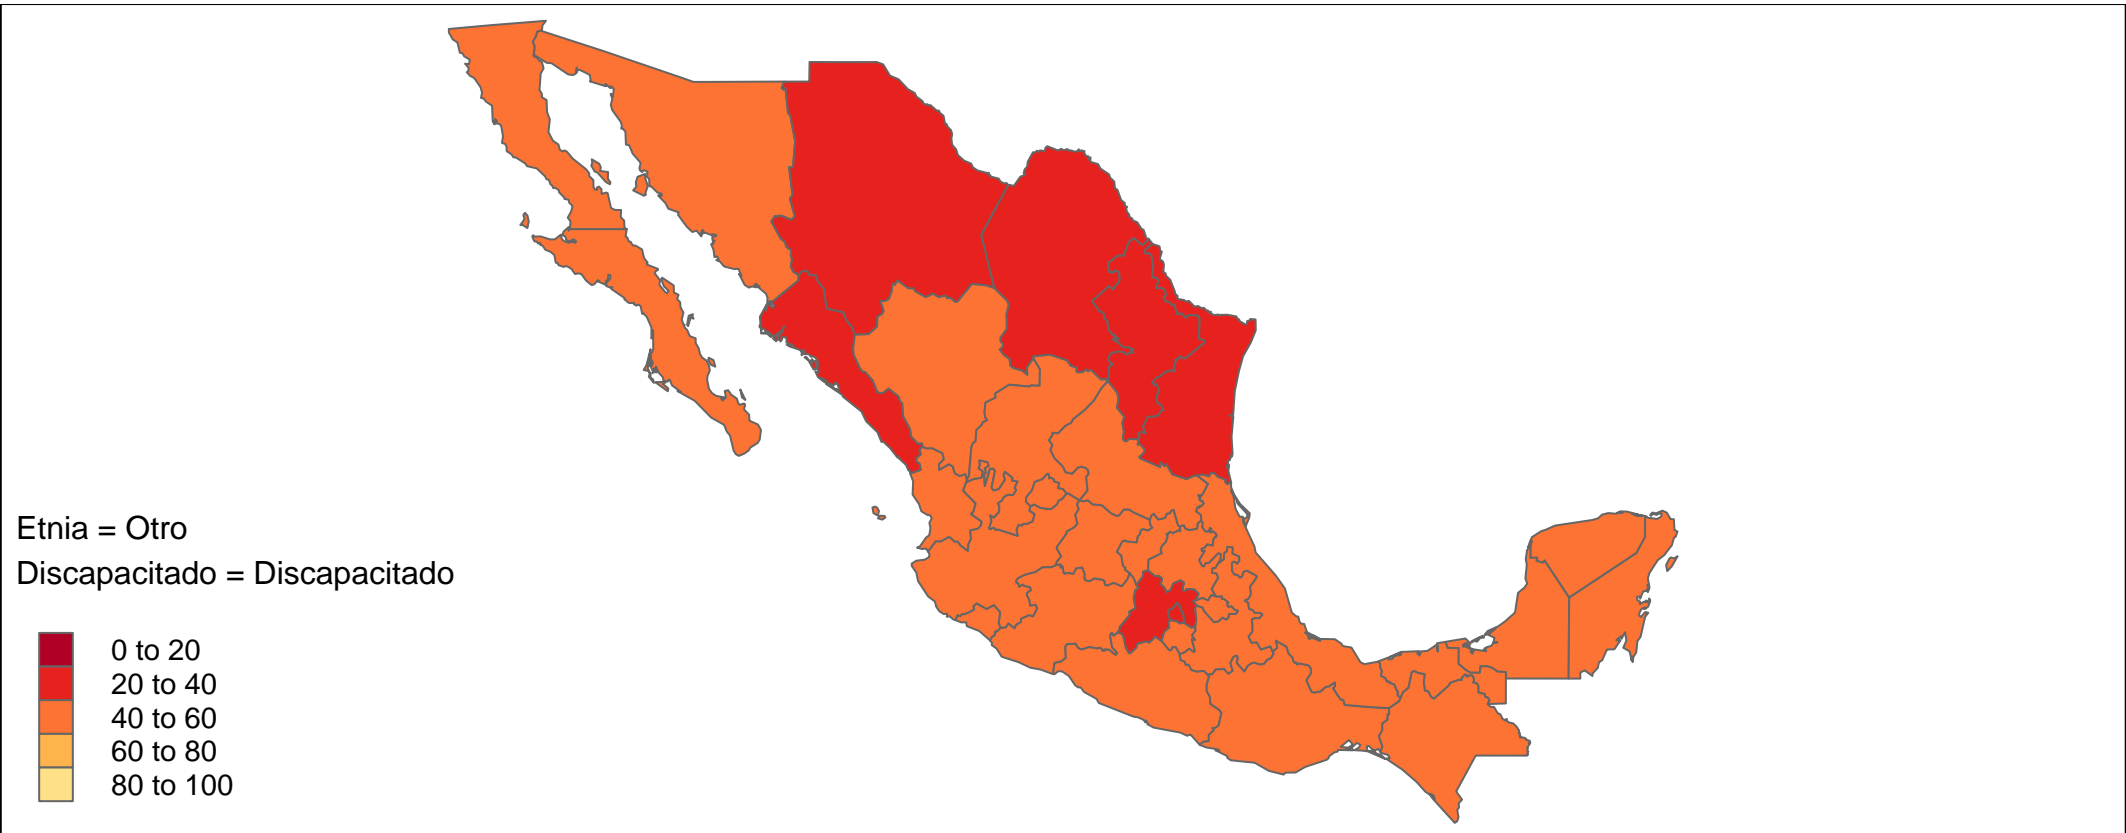 Etnia = Otro
Discapacitado = Discapacitado
0 to 20
20 to 40
40 to 60
60 to 80
80 to 100